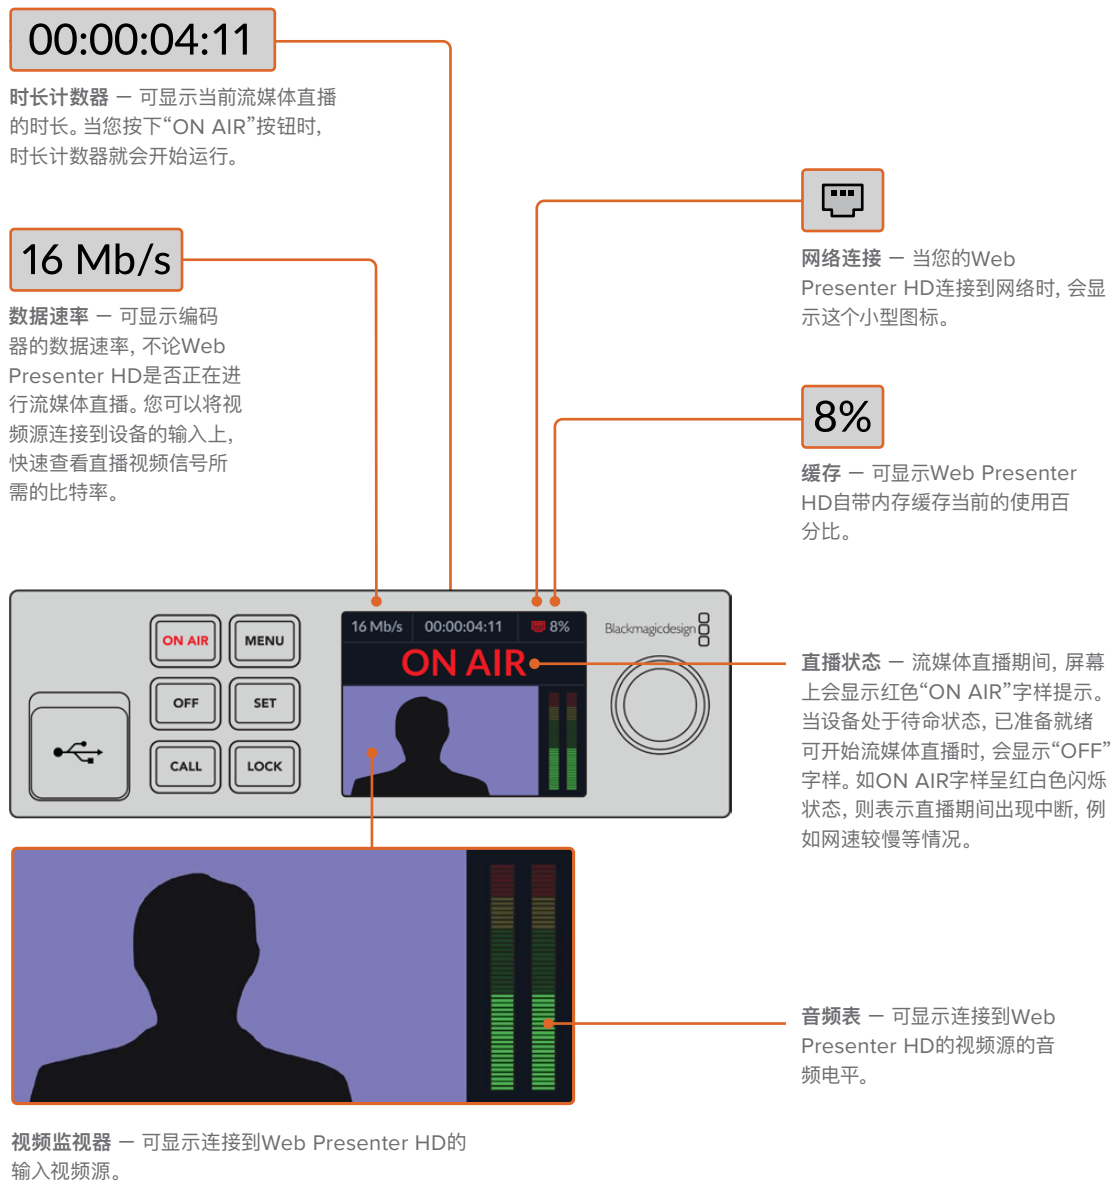 00:00:04:11
时长计数器 － 可显示当前流媒体直播
的时长。当您按下“ON AIR”按钮时,
时长计数器就会开始运行。
16 Mb/s
数据速率 － 可显示编码
器的数据速率, 不论Web
Presenter HD是否正在进
行流媒体直播。您可以将视
频源连接到设备的输入上,
快速查看直播视频信号所
需的比特率。
网络连接 － 当您的Web
Presenter HD连接到网络时, 会显
示这个小型图标。
8%
缓存 － 可显示Web Presenter
HD自带内存缓存当前的使用百
分比。
ON AIR
MENU
OFF
SET
CALL
LOCK
16 Mb/s 00:00:04:11 8%
ON AIR
Blackmagicdesign
直播状态 － 流媒体直播期间, 屏幕
上会显示红色“ON AIR”字样提示。
当设备处于待命状态, 已准备就绪
可开始流媒体直播时, 会显示“OFF”
字样。如ON AIR字样呈红白色闪烁
状态, 则表示直播期间出现中断, 例
如网速较慢等情况。
音频表 － 可显示连接到Web
Presenter HD的视频源的音
频电平。
视频监视器 － 可显示连接到Web Presenter HD的
输入视频源。